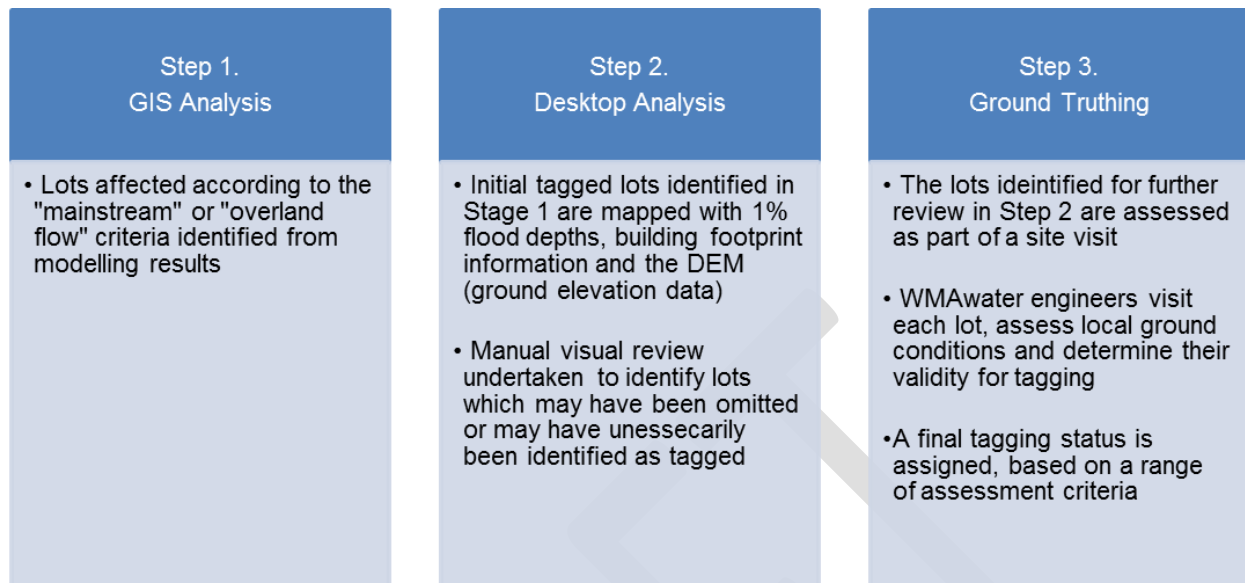 Step 1.
GIS Analysis
• Lots affected according to the
"mainstream" or "overland
flow" criteria identified from
modelling results
Step 2.
Desktop Analysis
• Initial tagged lots identified in
Stage 1 are mapped with 1%
flood depths, building footprint
information and the DEM
(ground elevation data)
• Manual visual review
undertaken to identify lots
which may have been omitted
or may have unessecarily
been identified as tagged
Step 3.
Ground Truthing
• The lots ideintified for further
review in Step 2 are assessed
as part of a site visit
• WMAwater engineers visit
each lot, assess local ground
conditions and determine their
validity for tagging
•A final tagging status is
assigned, based on a range
of assessment criteria